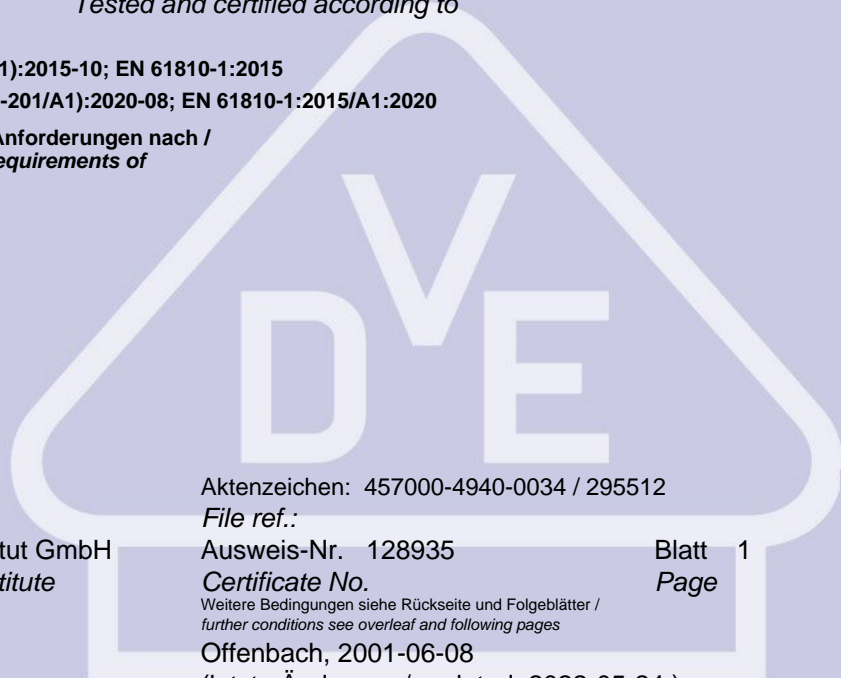 Tested and certified according to
1):2015-10; EN 61810-1:2015
-201/A1):2020-08; EN 61810-1:2015/A1:2020
Anforderungen nach /
equirements of
VDE
Aktenzeichen: 457000-4940-0034 / 295512
File ref.:
tut GmbH Ausweis-Nr. 128935 Blatt 1
titute Certificate No. Page
Weitere Bedingungen siehe Rückseite und Folgeblätter /
further conditions see overleaf and following pages
Offenbach, 2001-06-08